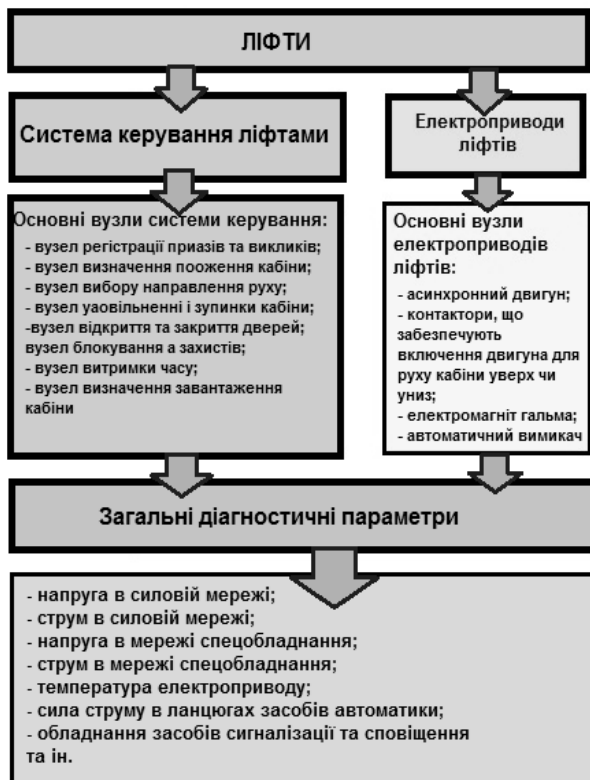 ЛІФТИ
Система керування ліфтами
Електроприводи
ліфтів
Основні вузли системи керування:
- вузел регістрації приазів та викликів;
- вузел визначення пооження кабіни;
- вузел вибору направлення руху;
- вузел уаовільненні і зупинки кабіни;
-вузел відкриття та закриття дверей;
вузел блокування а захистів;
- вузел витримки часу;
- вузел визначення завантаження
кабіни
Основні вузли
електроприводів
ліфтів:
- асинхронний двигун;
- контактори, що
забезпечують
включення двигуна для
руху кабіни уверх чи
униз;
- електромагніт гальма;
- автоматичний вимикач
Загальні діагностичні параметри
- напруга в силовій мережі;
- струм в силовій мережі;
- напруга в мережі спецобладнання;
- струм в мережі спецобладнання;
- температура електроприводу;
- сила струму в ланцюгах засобів автоматики;
- обладнання засобів сигналізації та сповіщення
та ін.